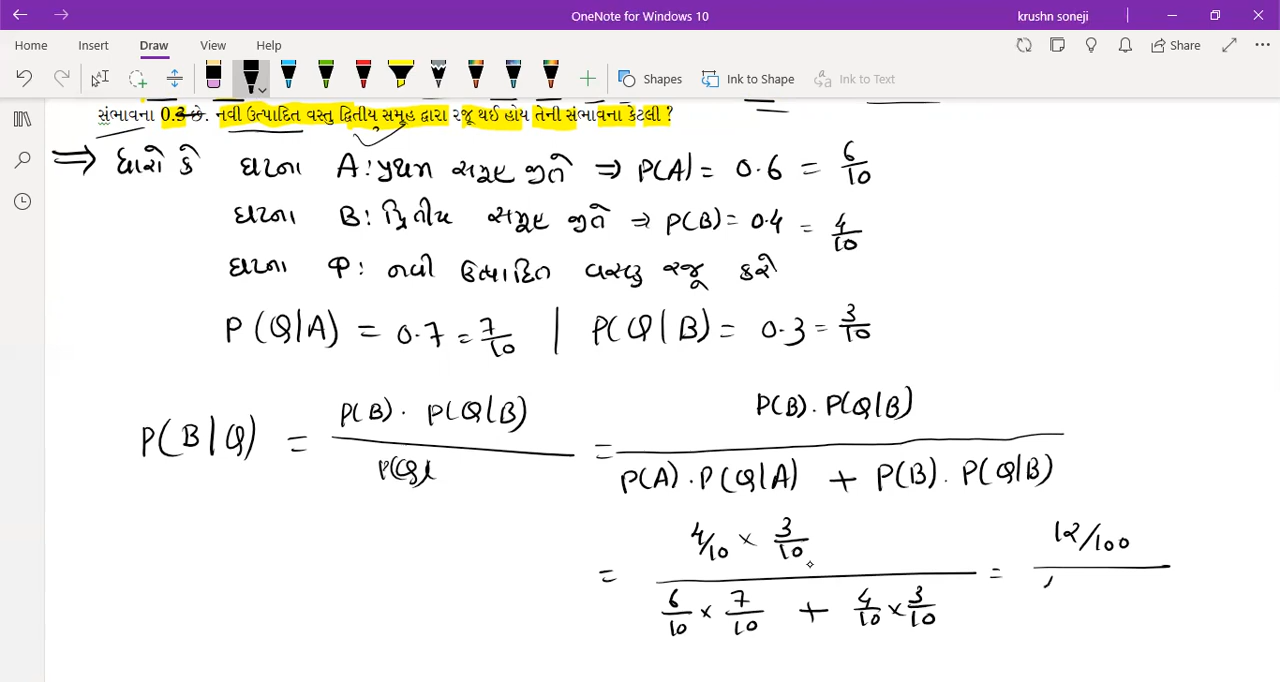 OneNote for Windows 10
krushn soneji
Home Insert Draw View Help Share
Shapes Ink to Shape Ink to Text
સંભાવના 0.3 છે. નવી ઉત્પાદિત વસ્તુ દ્વિતીય સમુહ દ્વારા રજૂ થઈ હોય તેની સંભાવના કેટલી ?
⇒ ધારો કે ઘટના A: પ્રથમ સમૂહ જીતે ⇒ P(A) = 0.6 = 6/10
ઘટના B: દ્વિતીય સમૂહ જીતે ⇒ P(B) = 0.4 = 4/10
ઘટના Φ: નવી ઉત્પાદિત વસ્તુ રજૂ કરો
P(Q|A) = 0.7 = 7/10 | P(Q|B) = 0.3 = 3/10
P(B|Q) = P(B) · P(Q|B) / P(Q) = P(B) · P(Q|B) / P(A) · P(Q|A) + P(B) · P(Q|B)
= 4/10 × 3/10 / 6/10 × 7/10 + 4/10 × 3/10 = 12/100